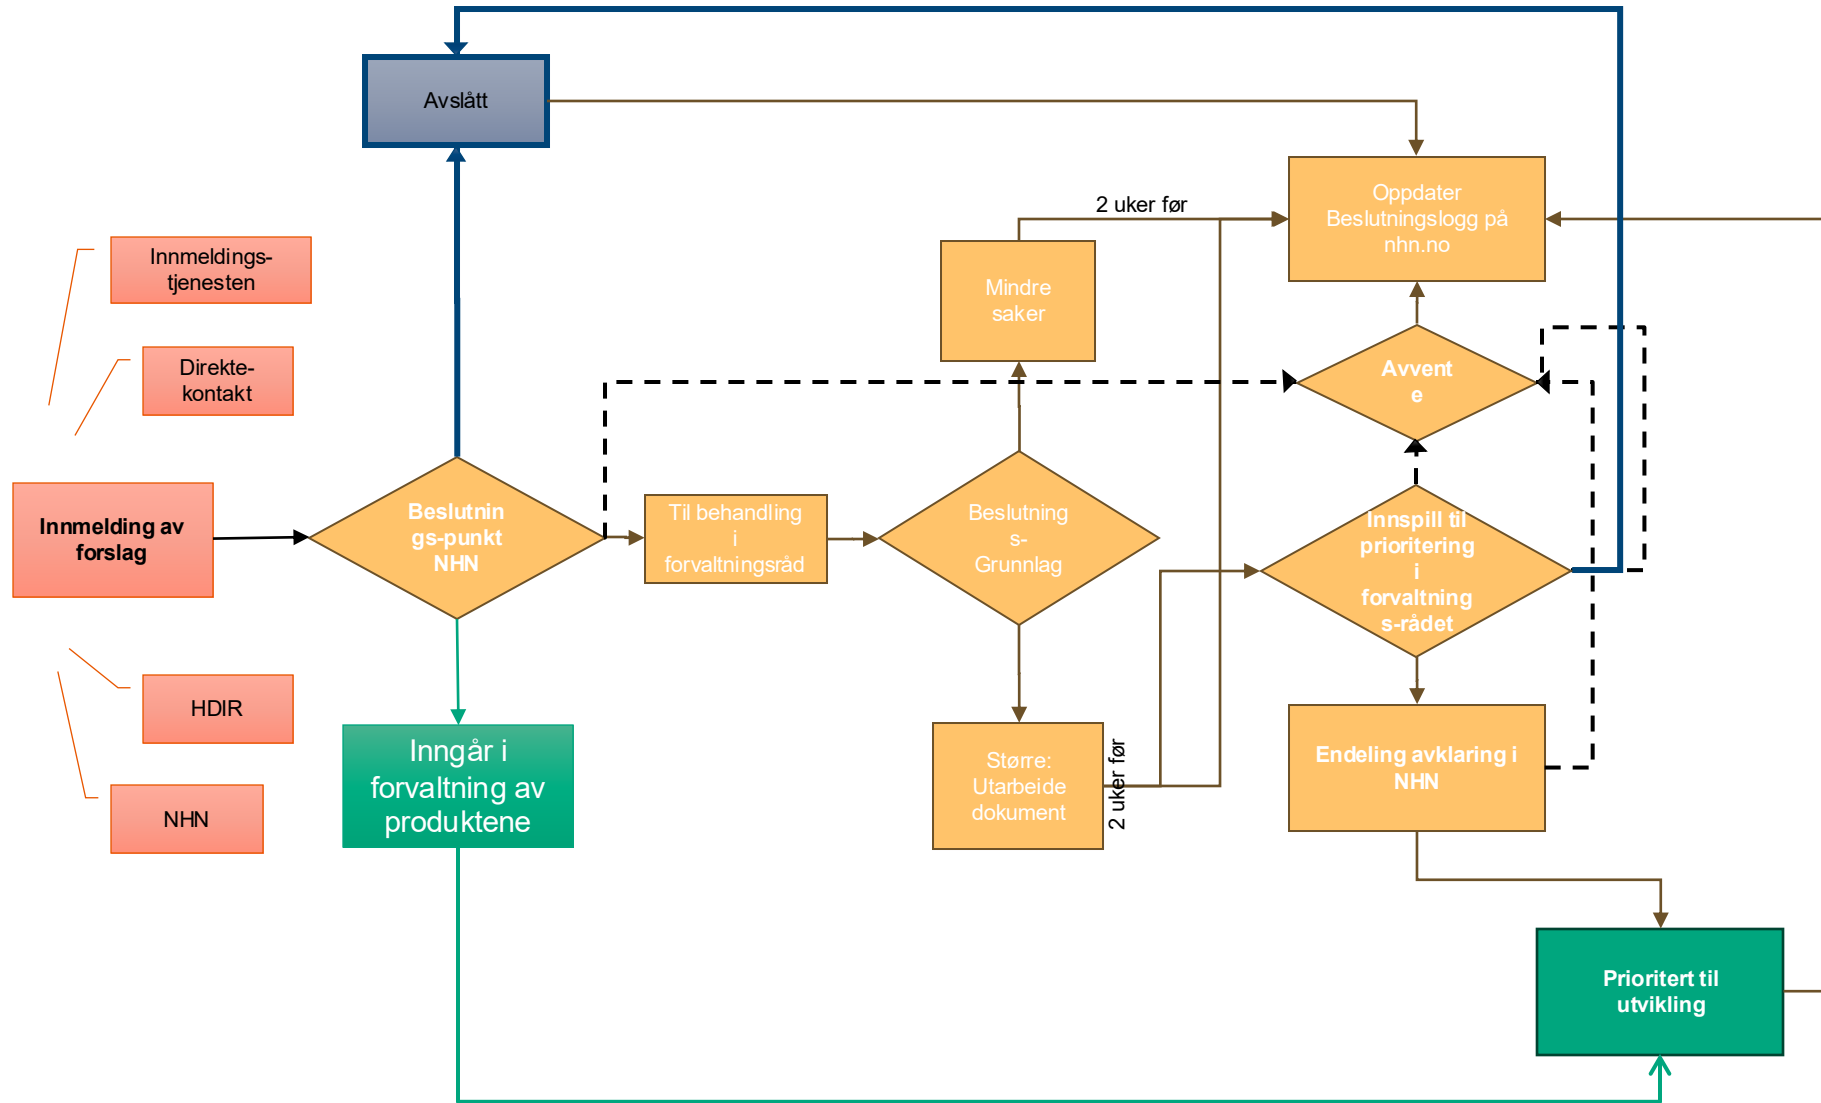 Avslått
Oppdater
Beslutningslogg på
nhn.no
2 uker før
Innmeldings-
tjenesten
Mindre
saker
Direkte-
kontakt
Avvent
e
Innmelding av
forslag
Beslutnin
gs-punkt
NHN
Til behandling
i
forvaltningsråd
Beslutning
s-
Grunnlag
Innspill til
prioritering
i
forvaltning
s-rådet
HDIR
Inngår i
forvaltning av
produktene
Større:
Utarbeide
dokument
2 uker før
Endeling avklaring i
NHN
NHN
Prioritert til
utvikling